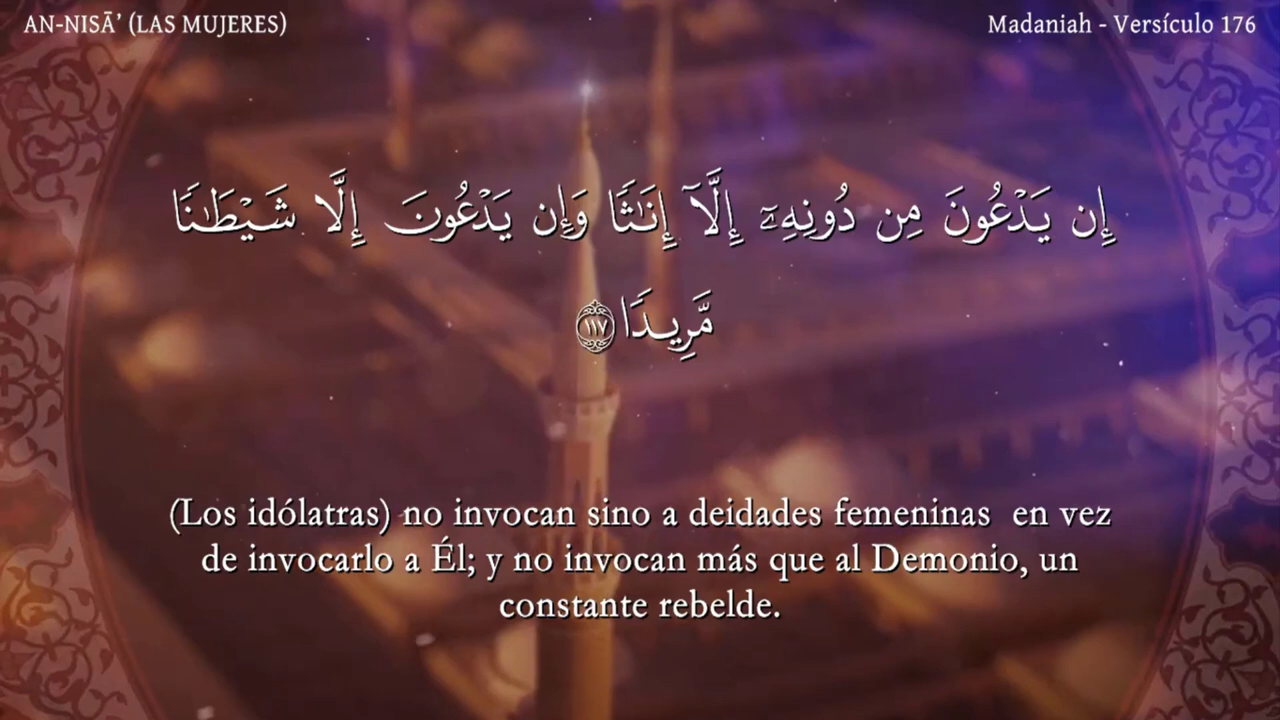 AN-NISĀ’ (LAS MUJERES)
Madaniah - Versículo 176
إِن يَدْعُونَ مِن دُونِهِۦٓ إِلَّآ إِنَـٰثًا وَإِن يَدْعُونَ إِلَّا شَيْطَـٰنًا
مَّرِيدًا ١١٧
(Los idólatras) no invocan sino a deidades femeninas en vez
de invocarlo a Él; y no invocan más que al Demonio, un
constante rebelde.